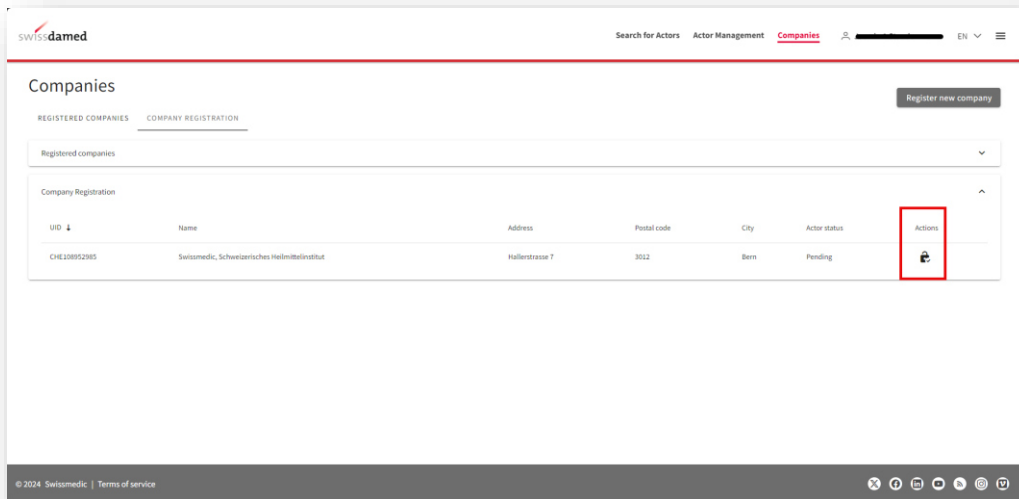 swissdamed
Search for Actors Actor Management Companies EN
Companies
Register new company
REGISTERED COMPANIES COMPANY REGISTRATION
Registered companies
Company Registration
UID Name Address Postal code City Actor status Actions
CHE108952985 Swissmedic, Schweizerisches Heilmittelinstitut Hallerstrasse 7 3012 Bern Pending
© 2024 Swissmedic | Terms of service